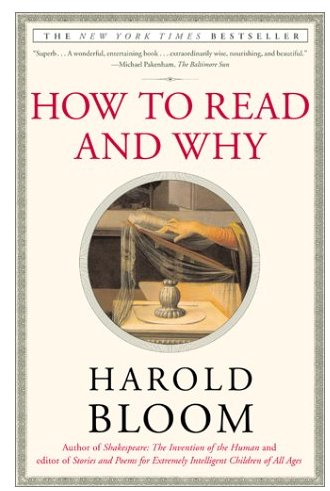 THE NEW YORK TIMES BESTSELLER
"Superb . . . A wonderful, entertaining book . . . extraordinarily wise, nourishing, and beautiful."
—Michael Pakenham, The Baltimore Sun
HOW TO READ
AND WHY
HAROLD
BLOOM
Author of Shakespeare: The Invention of the Human and
editor of Stories and Poems for Extremely Intelligent Children of All Ages